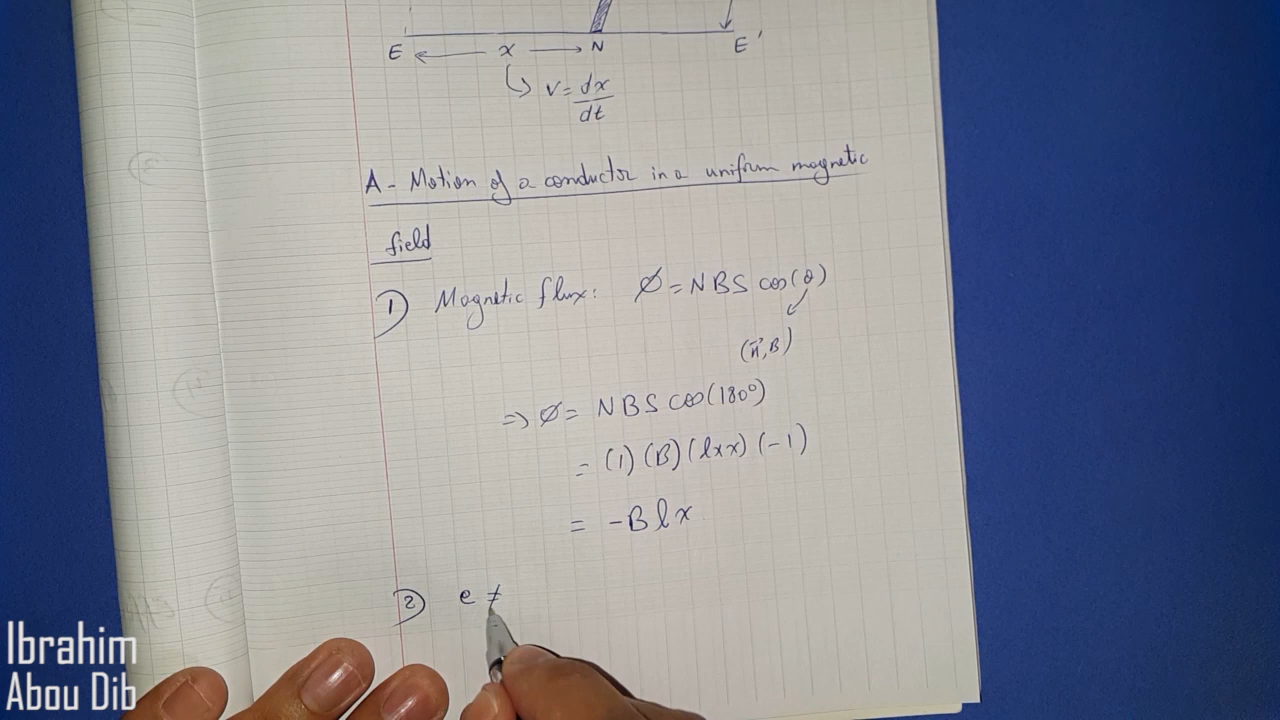 E ← x → N E'
v = dx/dt
A - Motion of a conductor in a uniform magnetic
field
1) Magnetic flux: ∅ = NBS cos(θ)
(n⃗, B)
=> ∅ = NBS cos(180°)
= (1) (B) (l×x) (-1)
= -Blx
2) e =
Ibrahim
Abou Dib